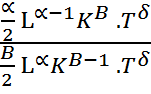 ∝/2 L^(∝−1) K^B .T^δ
B/2 L^∝ K^(B−1) .T^δ